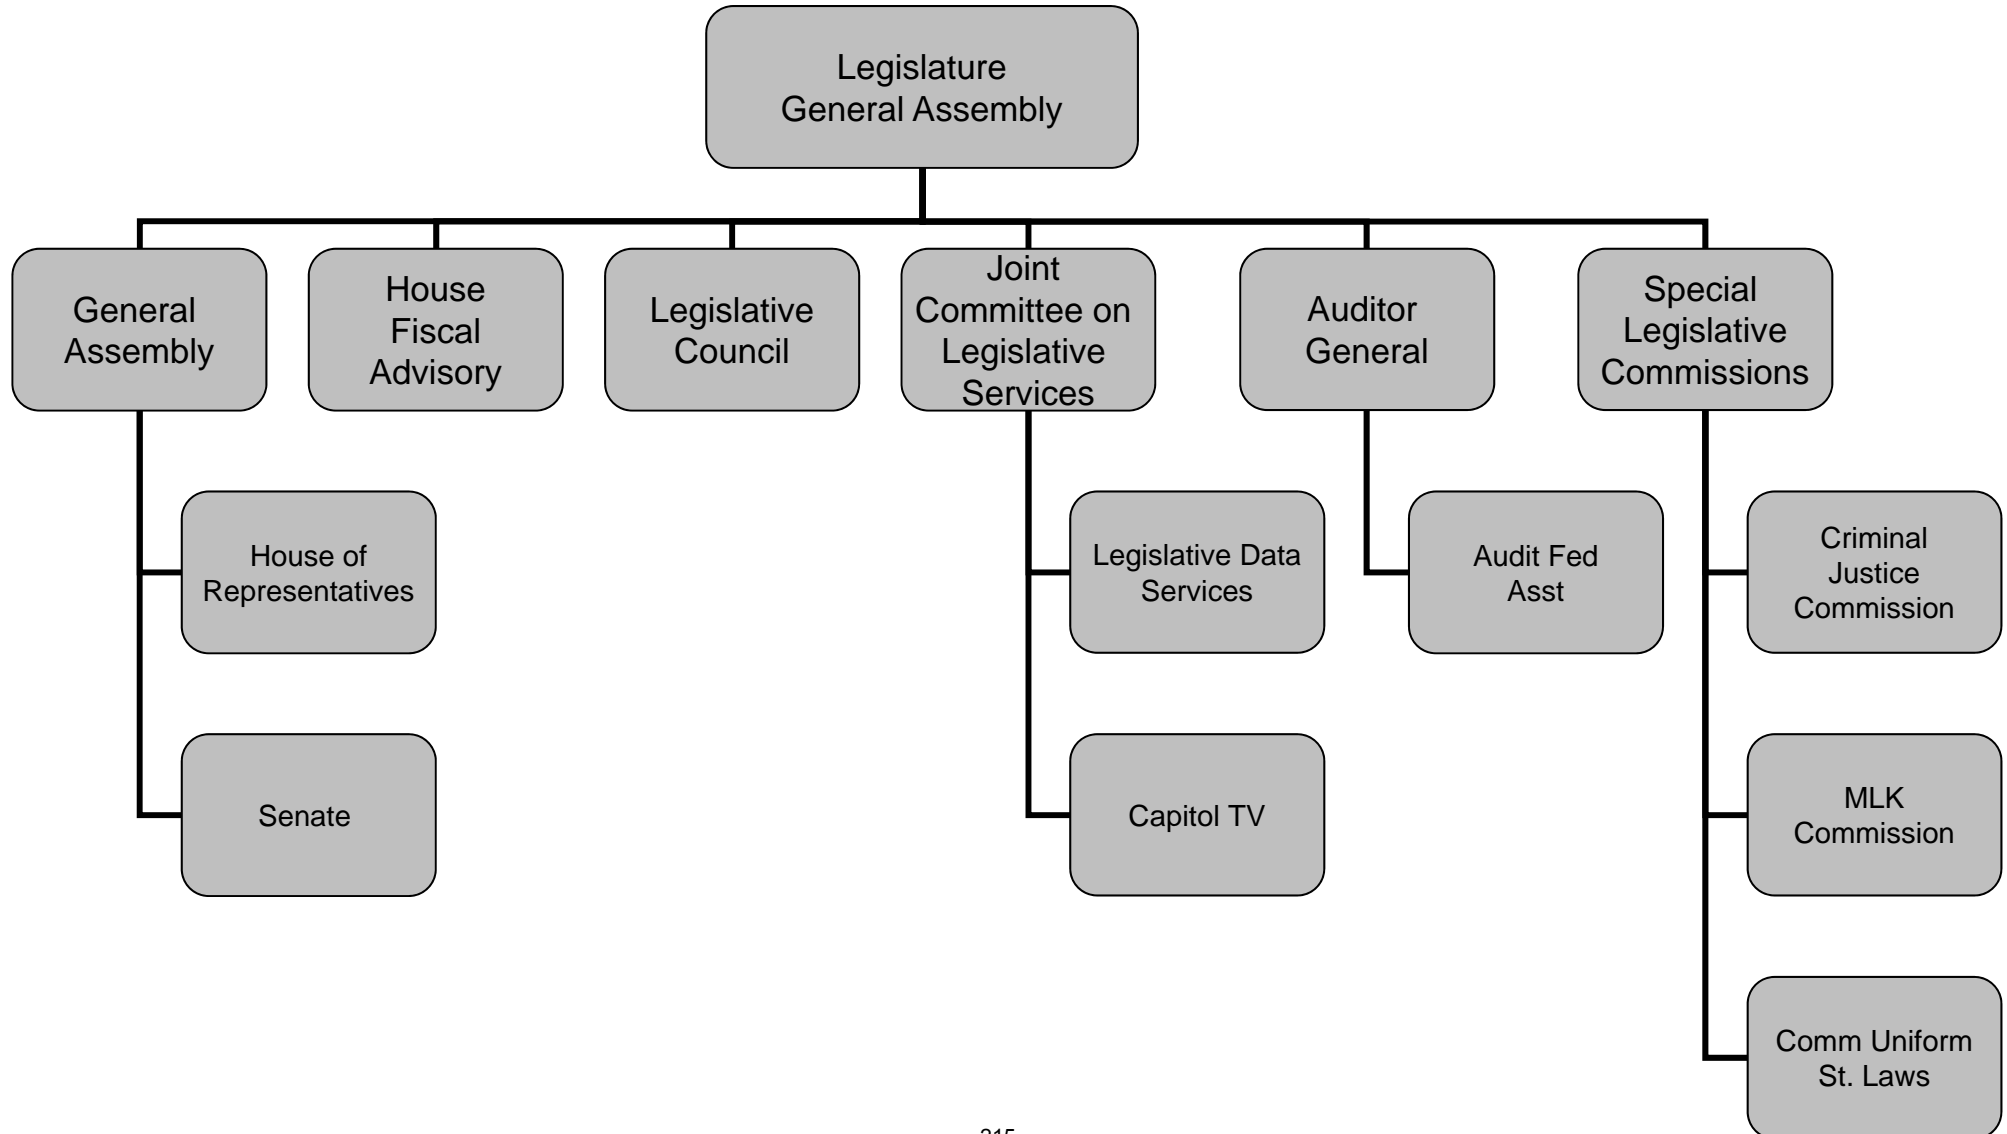 Legislature
General Assembly
General
Assembly
House
Fiscal
Advisory
Legislative
Council
Joint
Committee on
Legislative
Services
Auditor
General
Special
Legislative
Commissions
House of
Representatives
Legislative Data
Services
Audit Fed
Asst
Criminal
Justice
Commission
Senate
Capitol TV
MLK
Commission
Comm Uniform
St. Laws